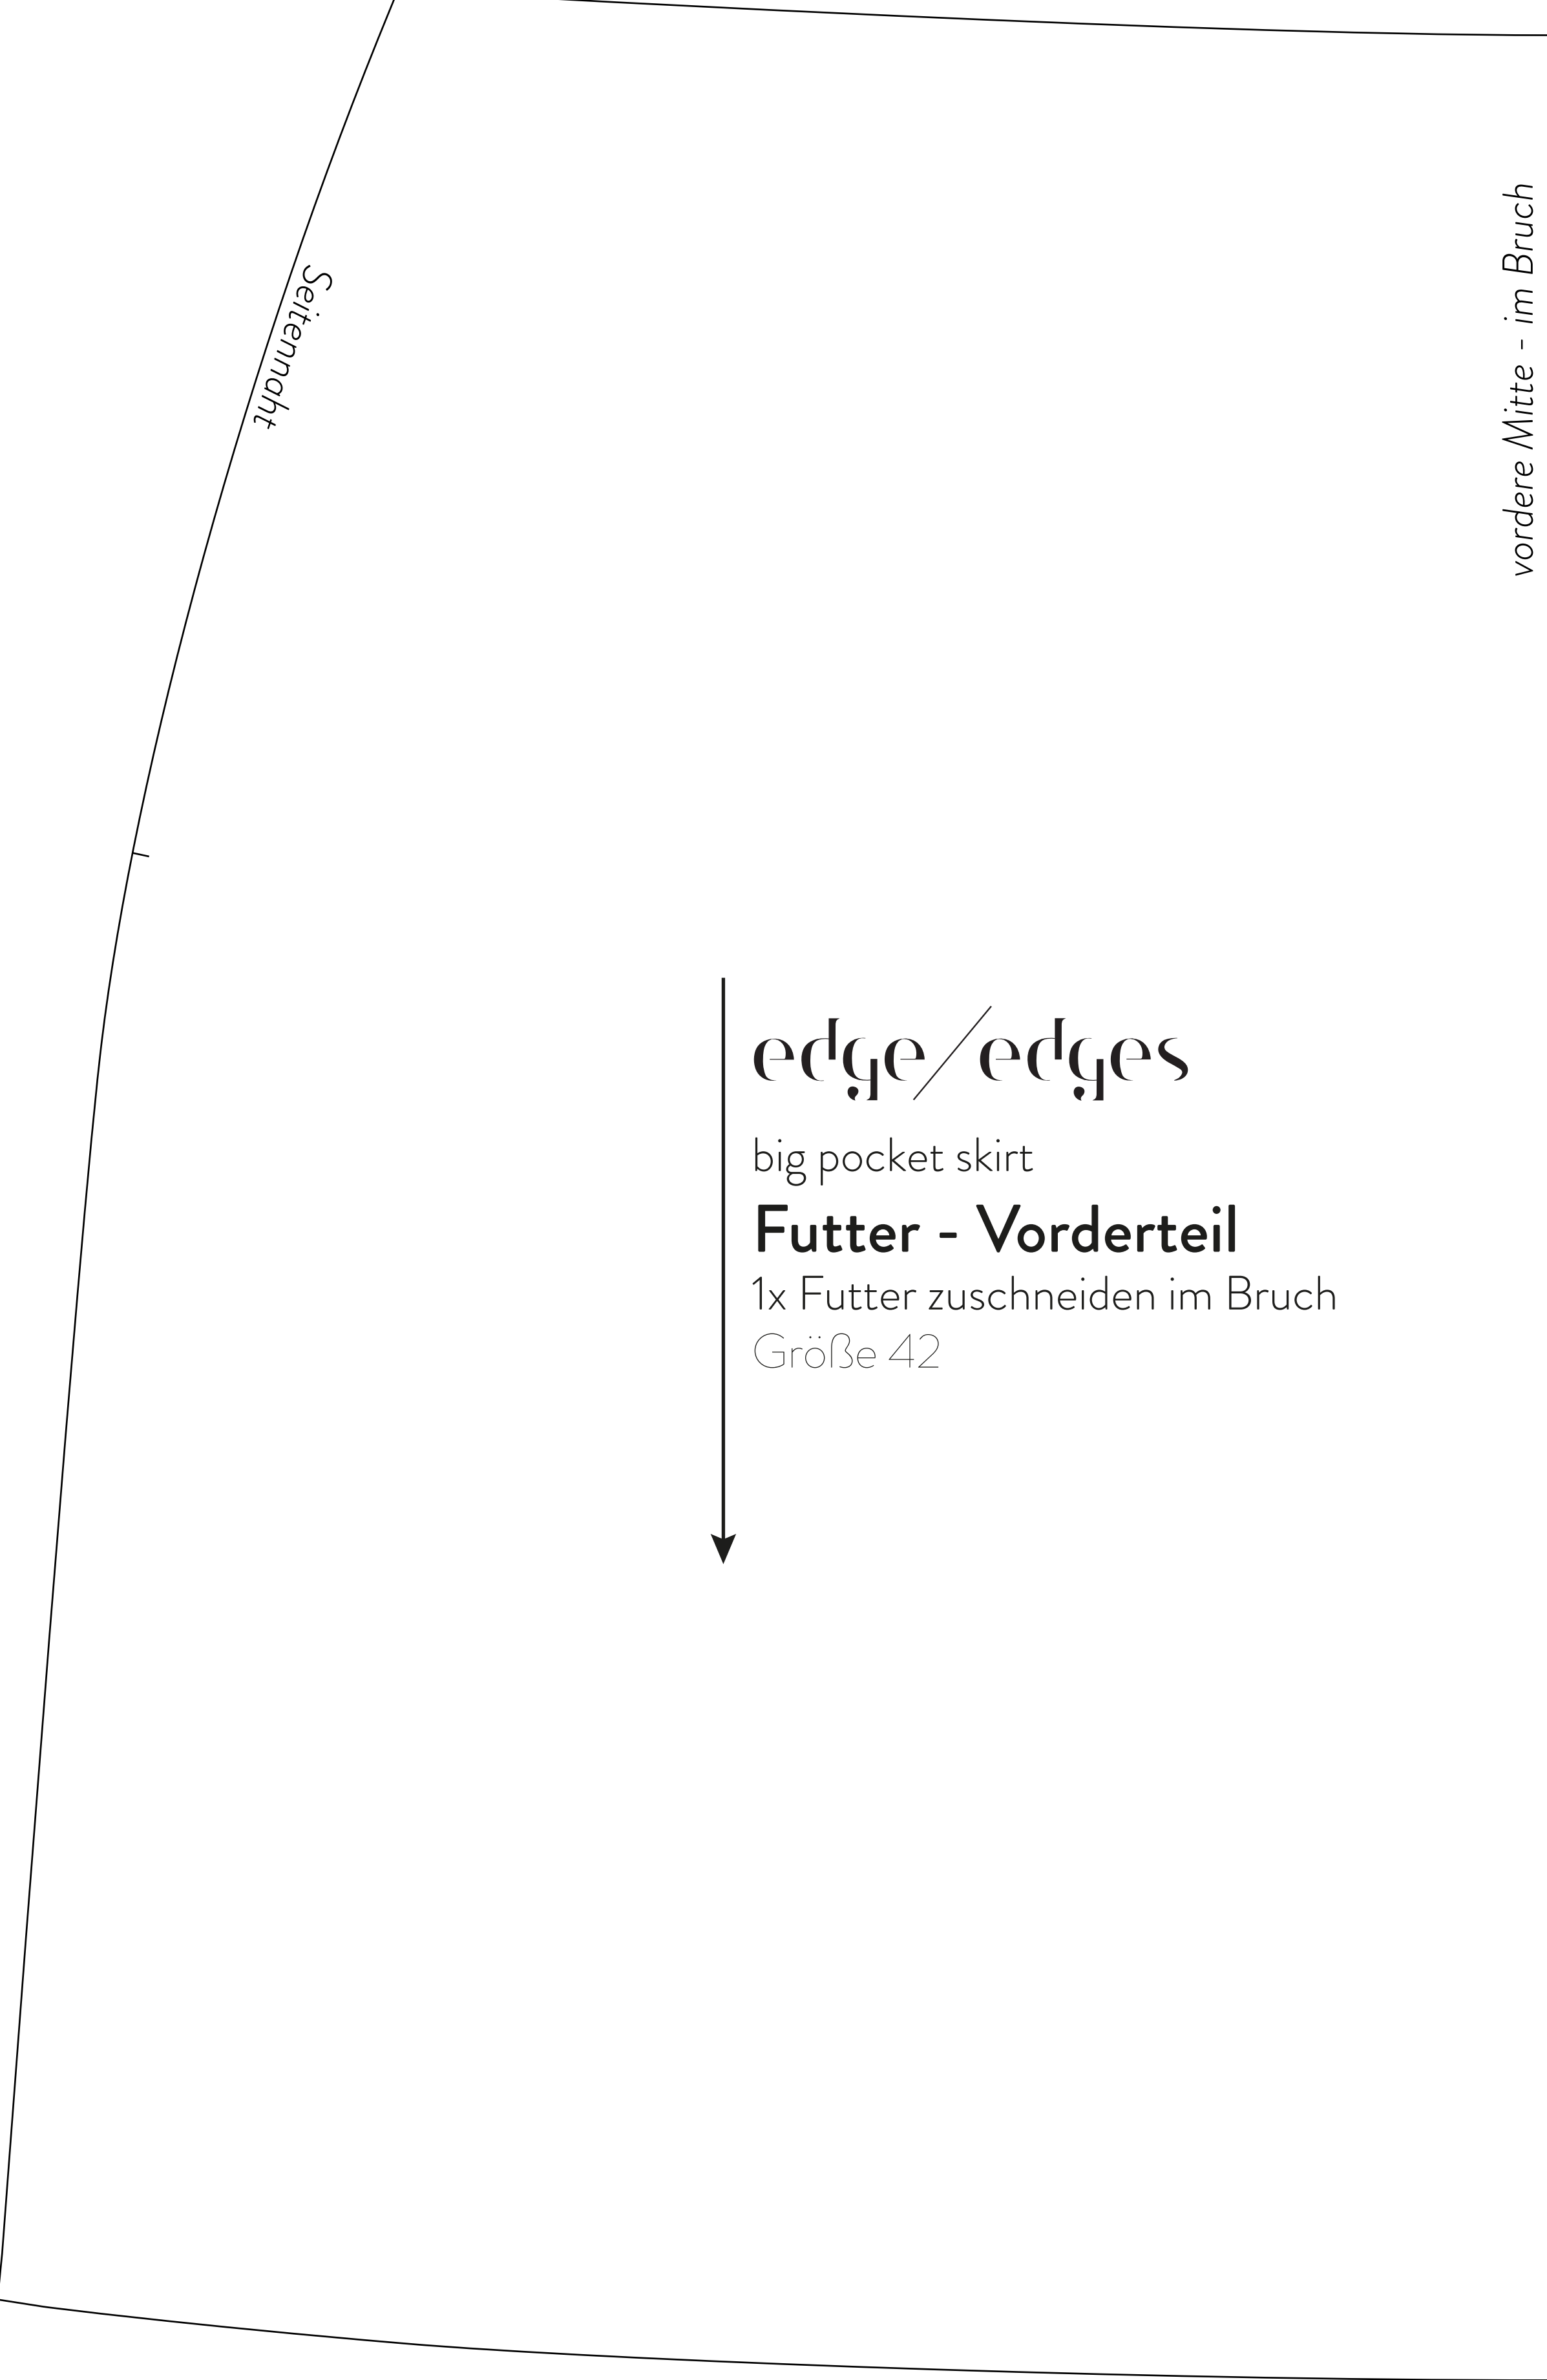 Seitennaht
vordere Mitte - im Bruch
edge/edges
big pocket skirt
Futter - Vorderteil
1x Futter zuschneiden im Bruch
Größe 42